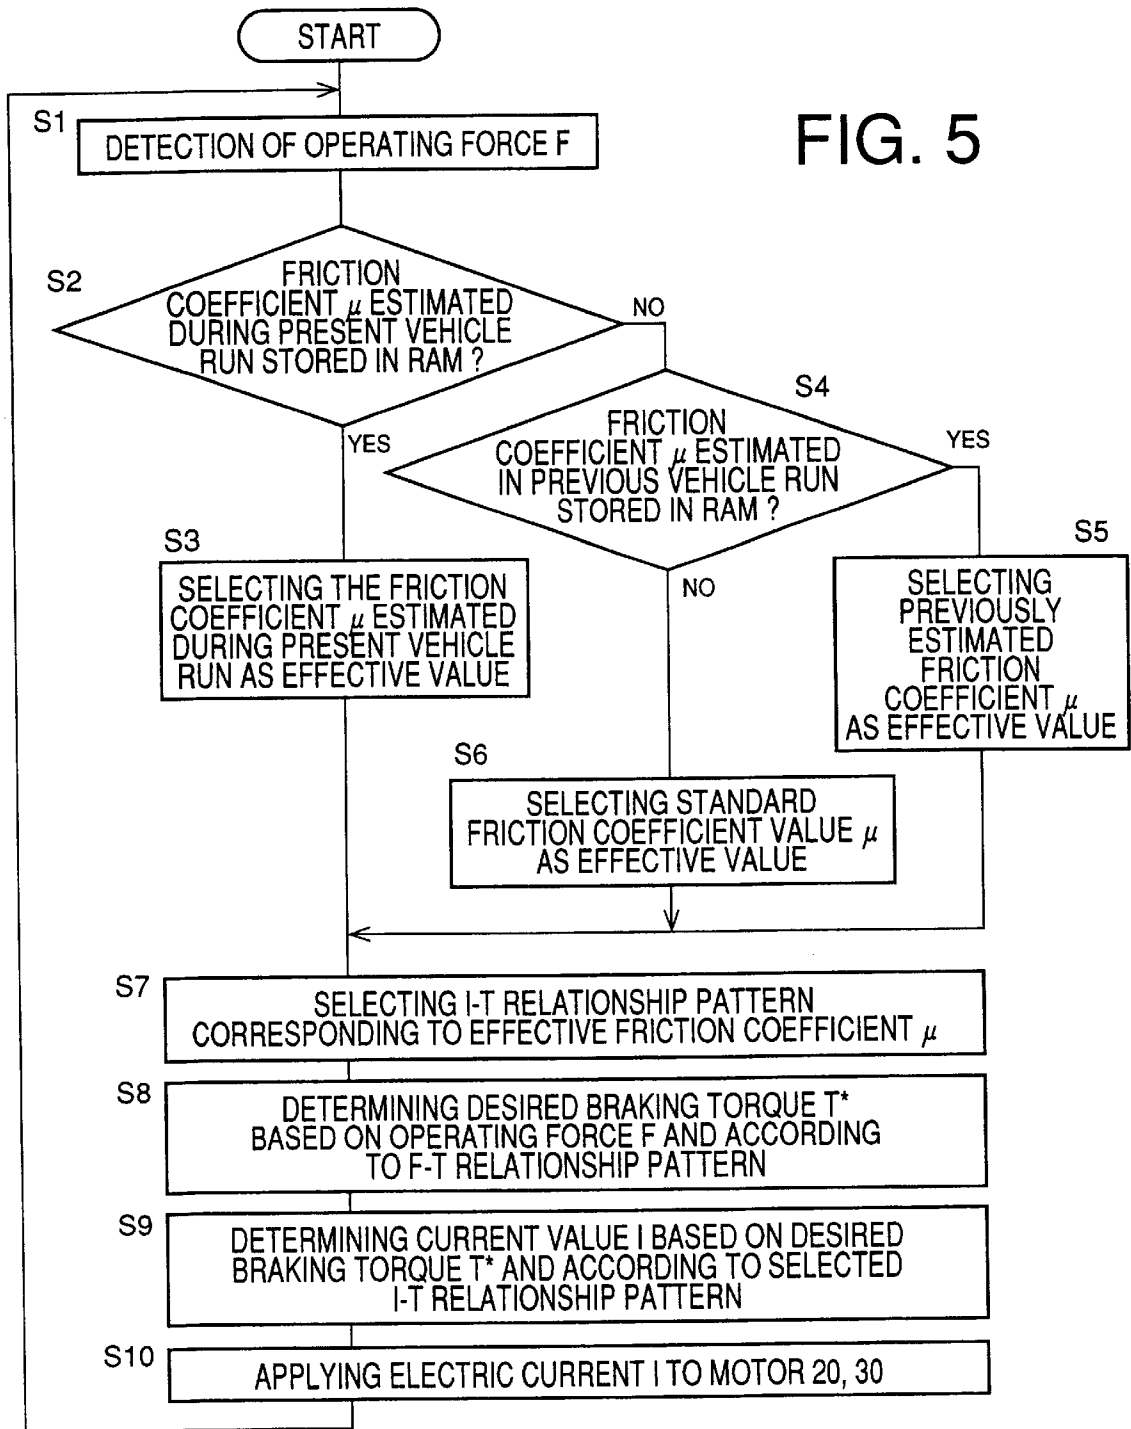 START
FIG. 5
S1
DETECTION OF OPERATING FORCE F
S2
FRICTION
COEFFICIENT μ ESTIMATED
DURING PRESENT VEHICLE
RUN STORED IN RAM ?
NO
YES
S4
FRICTION
COEFFICIENT μ ESTIMATED
IN PREVIOUS VEHICLE RUN
STORED IN RAM ?
YES
NO
S3
SELECTING THE FRICTION
COEFFICIENT μ ESTIMATED
DURING PRESENT VEHICLE
RUN AS EFFECTIVE VALUE
S5
SELECTING
PREVIOUSLY
ESTIMATED
FRICTION
COEFFICIENT μ
AS EFFECTIVE VALUE
S6
SELECTING STANDARD
FRICTION COEFFICIENT VALUE μ
AS EFFECTIVE VALUE
S7
SELECTING I-T RELATIONSHIP PATTERN
CORRESPONDING TO EFFECTIVE FRICTION COEFFICIENT μ
S8
DETERMINING DESIRED BRAKING TORQUE T*
BASED ON OPERATING FORCE F AND ACCORDING
TO F-T RELATIONSHIP PATTERN
S9
DETERMINING CURRENT VALUE I BASED ON DESIRED
BRAKING TORQUE T* AND ACCORDING TO SELECTED
I-T RELATIONSHIP PATTERN
S10
APPLYING ELECTRIC CURRENT I TO MOTOR 20, 30